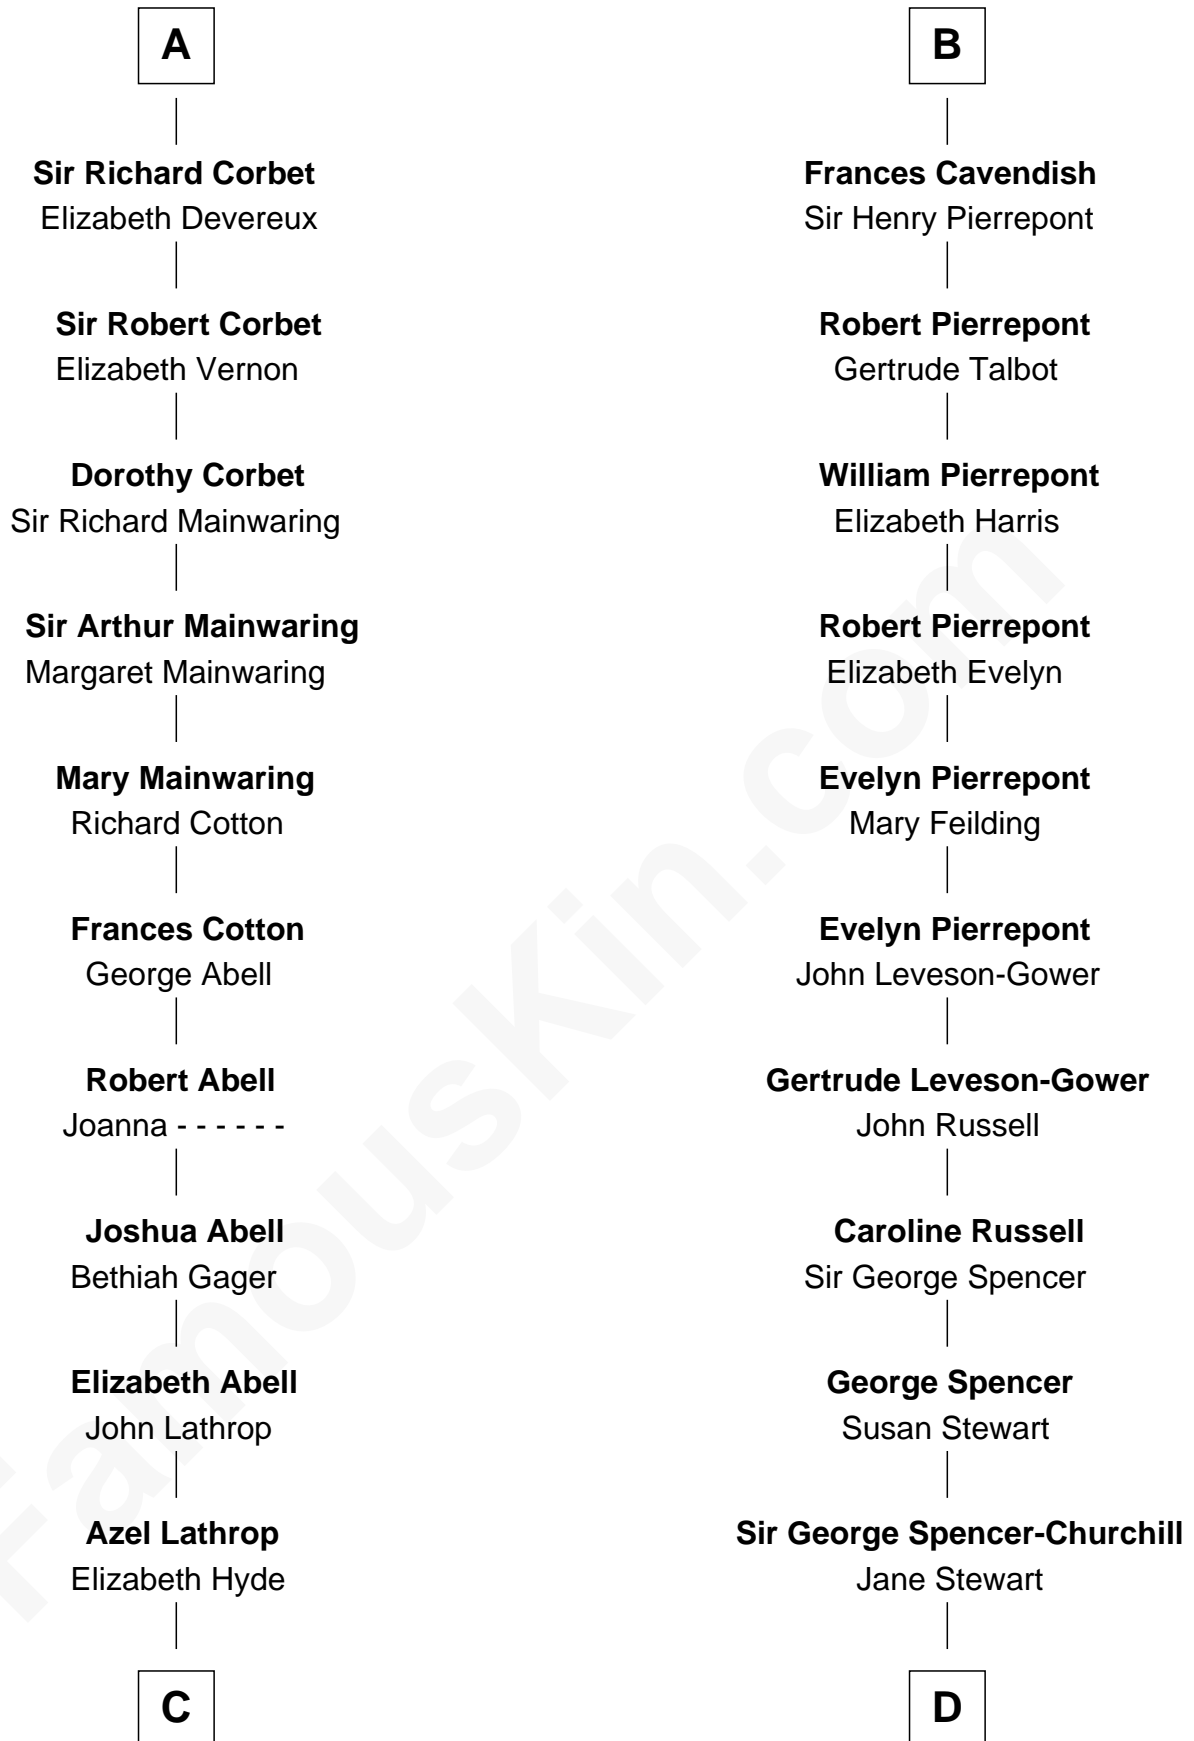 A
Sir Richard Corbet
Elizabeth Devereux
Sir Robert Corbet
Elizabeth Vernon
Dorothy Corbet
Sir Richard Mainwaring
Sir Arthur Mainwaring
Margaret Mainwaring
Mary Mainwaring
Richard Cotton
Frances Cotton
George Abell
Robert Abell
Joanna - - - - - -
Joshua Abell
Bethiah Gager
Elizabeth Abell
John Lathrop
Azel Lathrop
Elizabeth Hyde
C
B
Frances Cavendish
Sir Henry Pierrepont
Robert Pierrepont
Gertrude Talbot
William Pierrepont
Elizabeth Harris
Robert Pierrepont
Elizabeth Evelyn
Evelyn Pierrepont
Mary Feilding
Evelyn Pierrepont
John Leveson-Gower
Gertrude Leveson-Gower
John Russell
Caroline Russell
Sir George Spencer
George Spencer
Susan Stewart
Sir George Spencer-Churchill
Jane Stewart
D
FamousKin.com